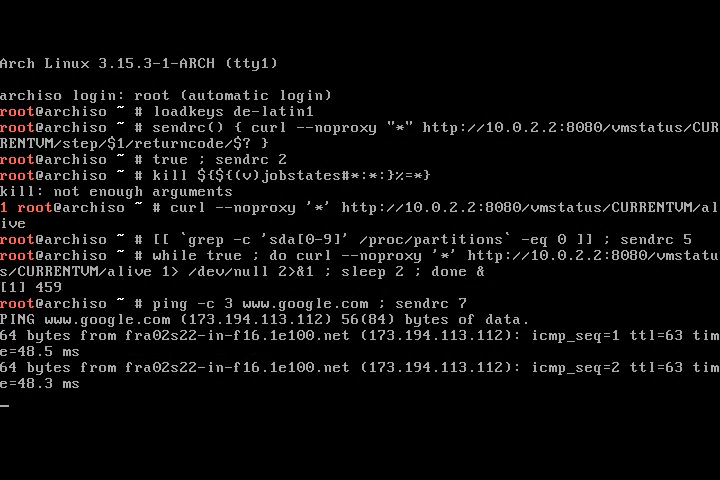 Arch Linux 3.15.3-1-ARCH (tty1)
archiso login: root (automatic login)
root@archiso ~ # loadkeys de-latin1
root@archiso ~ # sendrc() { curl --noproxy "*" http://10.0.2.2:8080/vmstatus/CUR
RENTVM/step/$1/returncode/$? }
root@archiso ~ # true ; sendrc 2
root@archiso ~ # kill ${${(v)jobstates#*:*:}%=*}
kill: not enough arguments
1 root@archiso ~ # curl --noproxy '*' http://10.0.2.2:8080/vmstatus/CURRENTVM/al
ive
root@archiso ~ # [[ `grep -c 'sda[0-9]' /proc/partitions` -eq 0 ]] ; sendrc 5
root@archiso ~ # while true ; do curl --noproxy '*' http://10.0.2.2:8080/vmstatu
s/CURRENTVM/alive 1> /dev/null 2>&1 ; sleep 2 ; done &
[1] 459
root@archiso ~ # ping -c 3 www.google.com ; sendrc 7
PING www.google.com (173.194.113.112) 56(84) bytes of data.
64 bytes from fra02s22-in-f16.1e100.net (173.194.113.112): icmp_seq=1 ttl=63 tim
e=48.5 ms
64 bytes from fra02s22-in-f16.1e100.net (173.194.113.112): icmp_seq=2 ttl=63 tim
e=48.3 ms